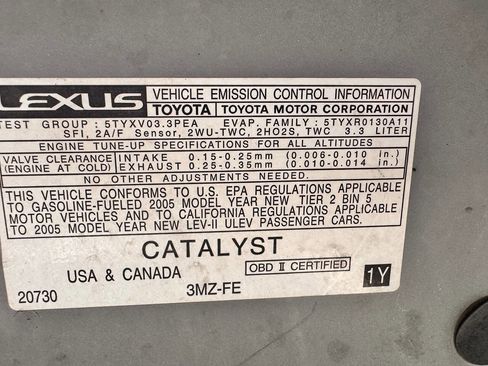 LEXUS VEHICLE EMISSION CONTROL INFORMATION
TOYOTA TOYOTA MOTOR CORPORATION
TEST GROUP : 5TYXV03.3PEA EVAP. FAMILY : 5TYXR0130A11
SFI, 2A/F Sensor, 2WU-TWC, 2HO2S, TWC 3.3 LITER
ENGINE TUNE-UP SPECIFICATIONS FOR ALL ALTITUDES
VALVE CLEARANCE INTAKE 0.15-0.25mm (0.006-0.010 in.)
(ENGINE AT COLD) EXHAUST 0.25-0.35mm (0.010-0.014 in.)
NO OTHER ADJUSTMENTS NEEDED.
THIS VEHICLE CONFORMS TO U.S. EPA REGULATIONS APPLICABLE
TO GASOLINE-FUELED 2005 MODEL YEAR NEW TIER 2 BIN 5
MOTOR VEHICLES AND TO CALIFORNIA REGULATIONS APPLICABLE
TO 2005 MODEL YEAR NEW LEV-II ULEV PASSENGER CARS.
CATALYST
USA & CANADA OBD II CERTIFIED
20730 3MZ-FE 1Y